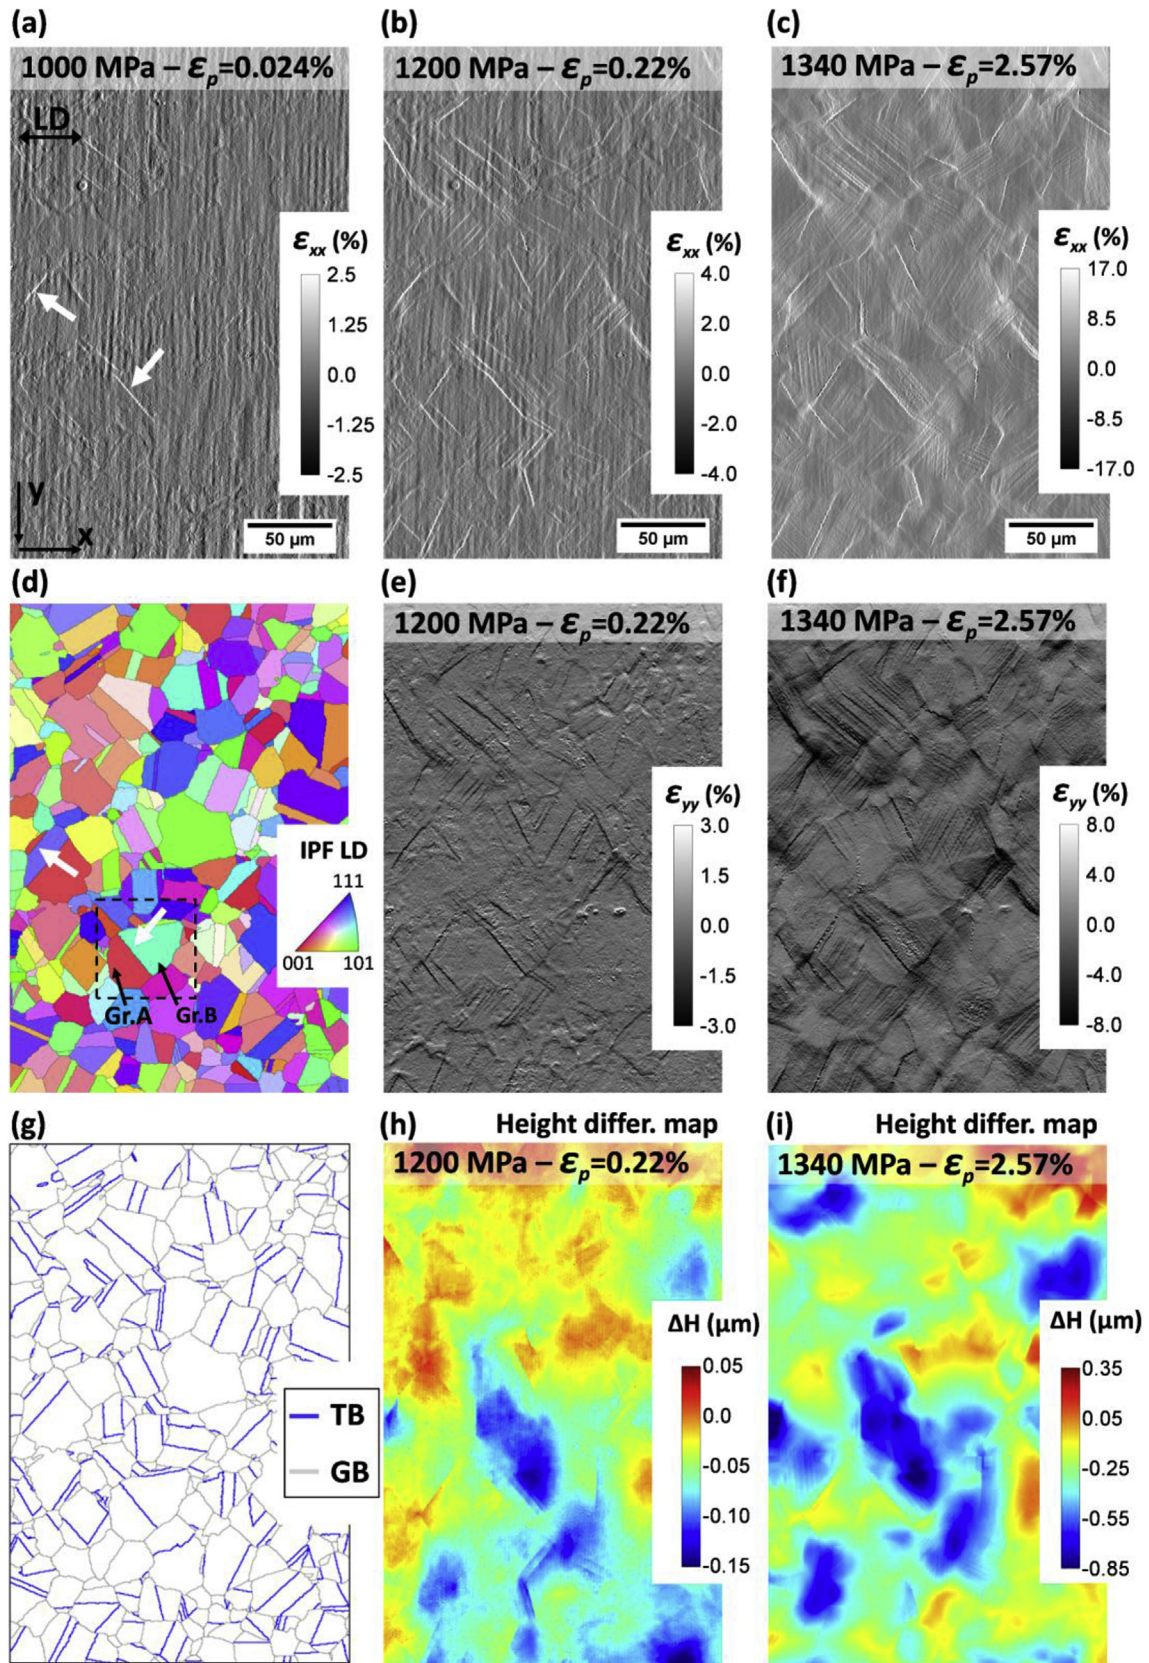 (a)
1000 MPa – εp=0.024%
LD
εxx (%)
2.5
1.25
0.0
-1.25
-2.5
y
x
50 µm
(b)
1200 MPa – εp=0.22%
εxx (%)
4.0
2.0
0.0
-2.0
-4.0
50 µm
(c)
1340 MPa – εp=2.57%
εxx (%)
17.0
8.5
0.0
-8.5
-17.0
50 µm
(d)
IPF LD
111
001 101
Gr.A Gr.B
(e)
1200 MPa – εp=0.22%
εyy (%)
3.0
1.5
0.0
-1.5
-3.0
(f)
1340 MPa – εp=2.57%
εyy (%)
8.0
4.0
0.0
-4.0
-8.0
(g)
TB
GB
(h) Height differ. map
1200 MPa – εp=0.22%
ΔH (µm)
0.05
0.0
-0.05
-0.10
-0.15
(i) Height differ. map
1340 MPa – εp=2.57%
ΔH (µm)
0.35
0.05
-0.25
-0.55
-0.85